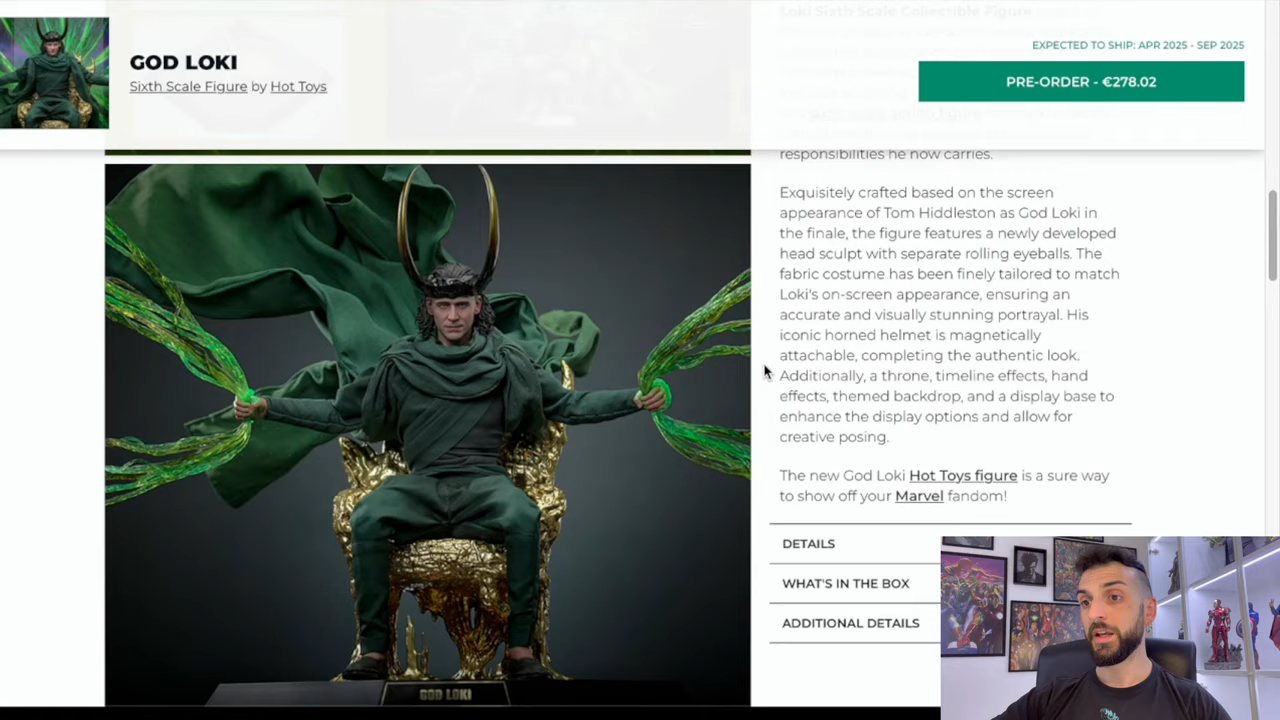 GOD LOKI
Sixth Scale Figure by Hot Toys
EXPECTED TO SHIP: APR 2025 - SEP 2025
PRE-ORDER - €278.02
Loki Sixth Scale Collectible Figure
responsibilities he now carries.
Exquisitely crafted based on the screen
appearance of Tom Hiddleston as God Loki in
the finale, the figure features a newly developed
head sculpt with separate rolling eyeballs. The
fabric costume has been finely tailored to match
Loki's on-screen appearance, ensuring an
accurate and visually stunning portrayal. His
iconic horned helmet is magnetically
attachable, completing the authentic look.
Additionally, a throne, timeline effects, hand
effects, themed backdrop, and a display base to
enhance the display options and allow for
creative posing.
The new God Loki Hot Toys figure is a sure way
to show off your Marvel fandom!
DETAILS
WHAT'S IN THE BOX
ADDITIONAL DETAILS
GOD LOKI